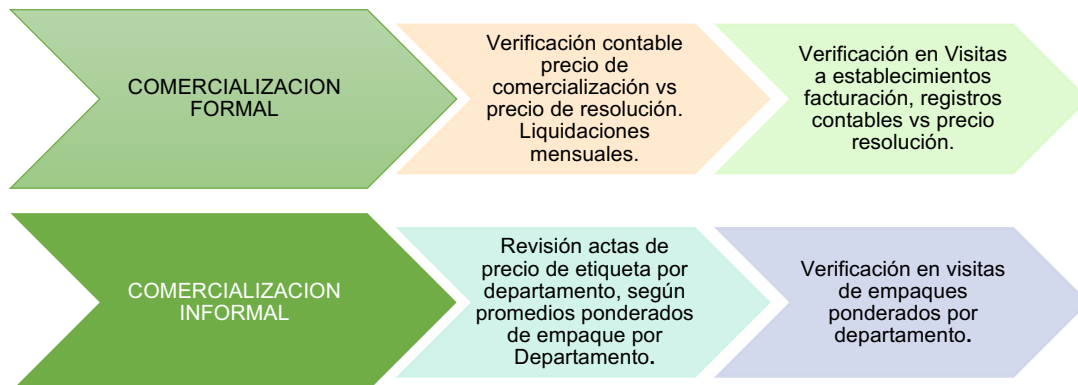 COMERCIALIZACION
FORMAL
Verificación contable
precio de
comercialización vs
precio de resolución.
Liquidaciones
mensuales.
Verificación en Visitas
a establecimientos
facturación, registros
contables vs precio
resolución.
COMERCIALIZACION
INFORMAL
Revisión actas de
precio de etiqueta por
departamento, según
promedios ponderados
de empaque por
Departamento.
Verificación en visitas
de empaques
ponderados por
departamento.